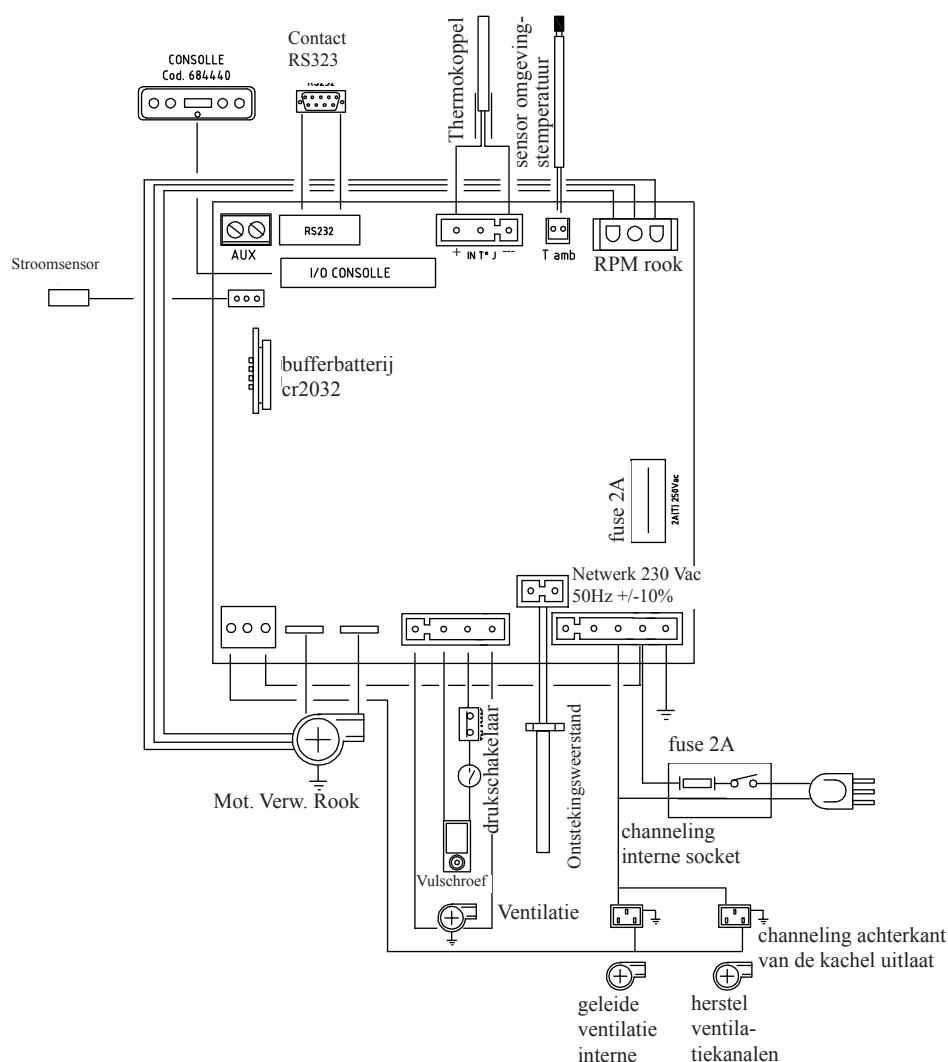 CONSOLLE
Cod. 684440
Contact
RS323
RS232
Thermokoppel
sensor omgeving-
stemperatuur
AUX
RS232
I/O CONSOLLE
+ IN T° J ---
T amb
RPM rook
Stroomsensor
bufferbatterij
cr2032
fuse 2A
2A(T) 250Vac
Netwerk 230 Vac
50Hz +/-10%
Mot. Verw. Rook
drukschakelaar
Vulschroef
Ventilatie
Ontstekingsweerstand
fuse 2A
channeling
interne socket
channeling achterkant
van de kachel uitlaat
geleide
ventilatie
interne
herstel
ventila-
tiekanalen